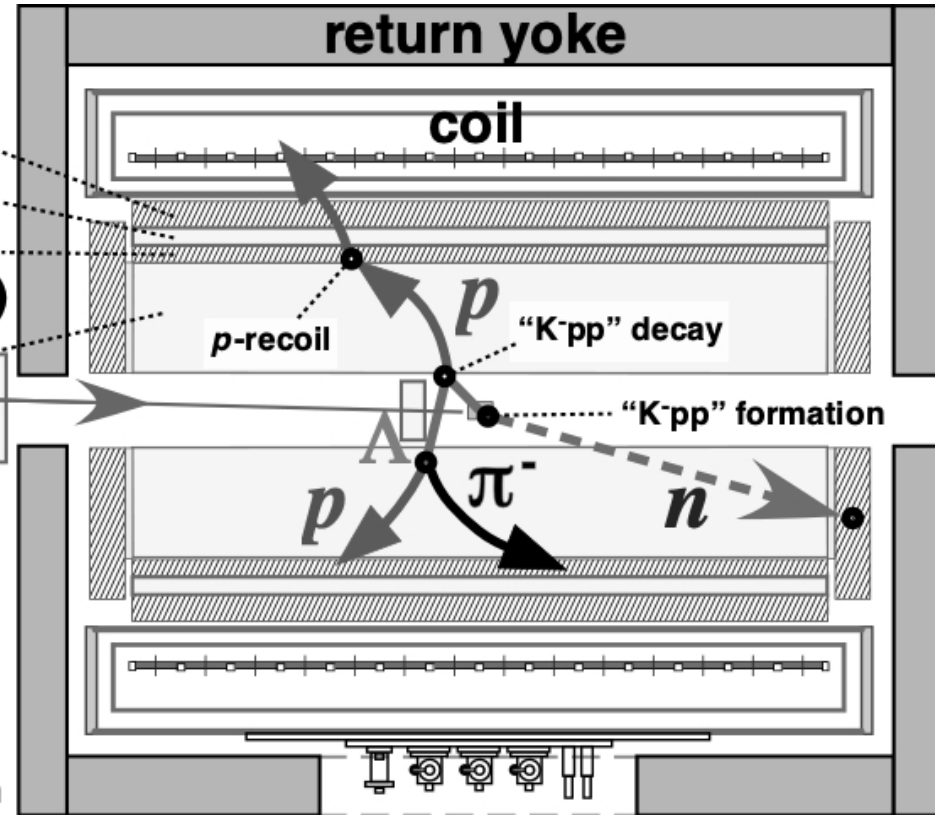 return yoke
coil
p
“K⁻pp” decay
p-recoil
“K⁻pp” formation
Λ
π⁻
p
n